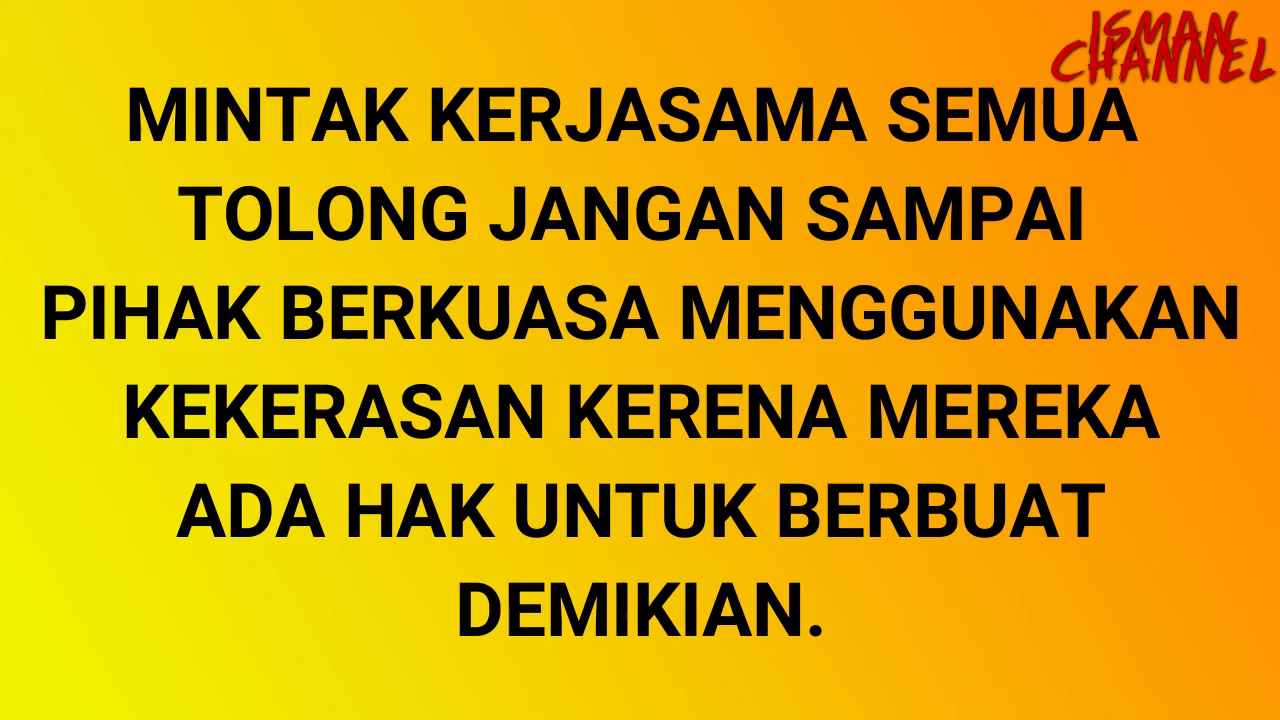 ISMAN
CHANNEL
MINTAK KERJASAMA SEMUA
TOLONG JANGAN SAMPAI
PIHAK BERKUASA MENGGUNAKAN
KEKERASAN KERENA MEREKA
ADA HAK UNTUK BERBUAT
DEMIKIAN.